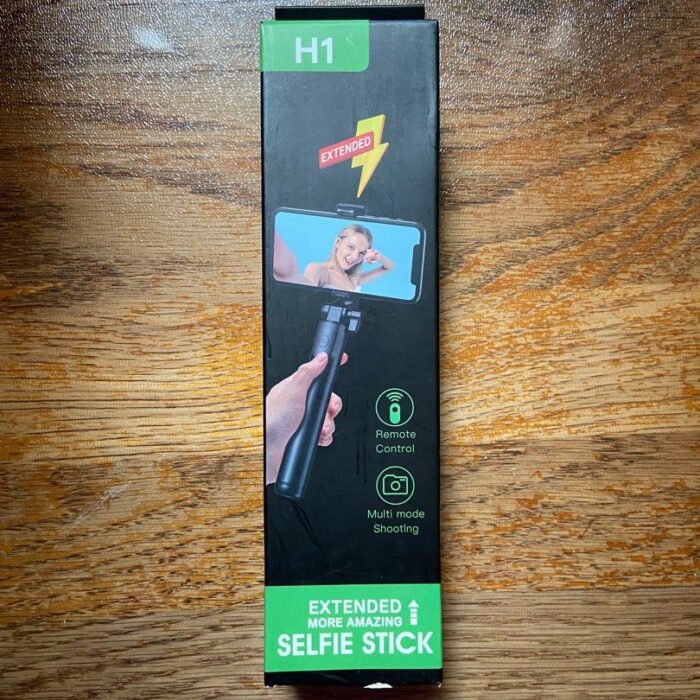 H1
EXTENDED
Remote
Control
Multi mode
Shooting
EXTENDED
MORE AMAZING
SELFIE STICK